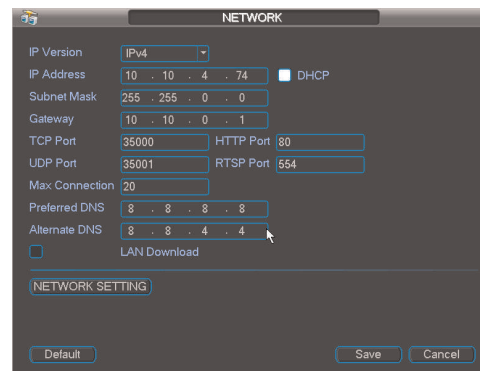 NETWORK
IP Version IPv4
IP Address 10 . 10 . 4 . 74 DHCP
Subnet Mask 255 . 255 . 0 . 0
Gateway 10 . 10 . 0 . 1
TCP Port 35000 HTTP Port 80
UDP Port 35001 RTSP Port 554
Max Connection 20
Preferred DNS 8 . 8 . 8 . 8
Alternate DNS 8 . 8 . 4 . 4
LAN Download
NETWORK SETTING
Default Save Cancel